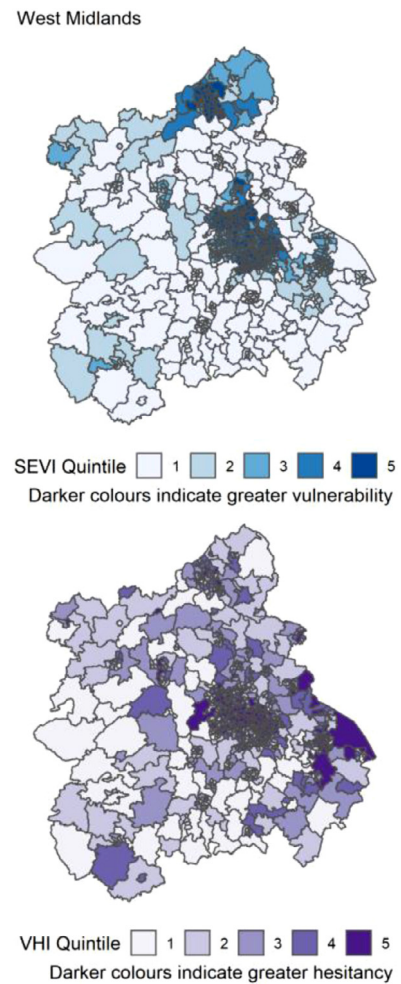 West Midlands
SEVI Quintile 1 2 3 4 5
Darker colours indicate greater vulnerability
VHI Quintile 1 2 3 4 5
Darker colours indicate greater hesitancy